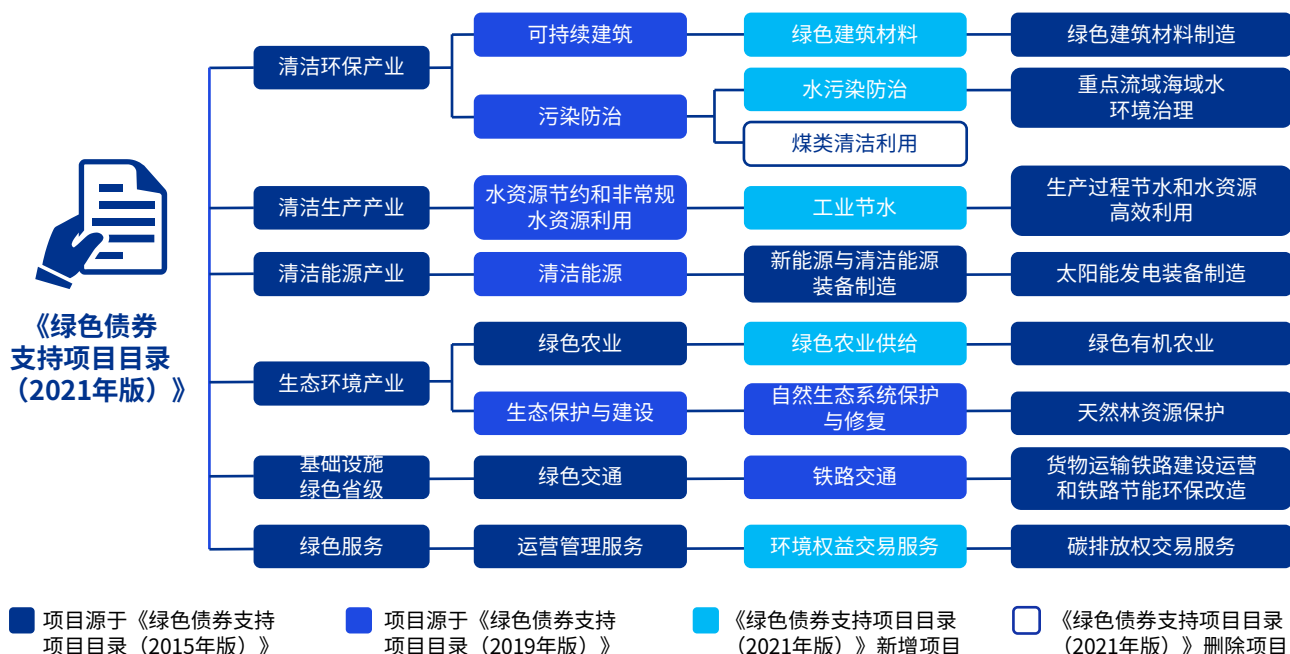 《绿色债券
支持项目目录
（2021年版）》
清洁环保产业
可持续建筑
绿色建筑材料
绿色建筑材料制造
污染防治
水污染防治
重点流域海域水
环境治理
煤类清洁利用
清洁生产产业
水资源节约和非常规
水资源利用
工业节水
生产过程节水和水资源
高效利用
清洁能源产业
清洁能源
新能源与清洁能源
装备制造
太阳能发电装备制造
生态环境产业
绿色农业
绿色农业供给
绿色有机农业
生态保护与建设
自然生态系统保护
与修复
天然林资源保护
基础设施
绿色省级
绿色交通
铁路交通
货物运输铁路建设运营
和铁路节能环保改造
绿色服务
运营管理服务
环境权益交易服务
碳排放权交易服务
项目源于《绿色债券支持
项目目录（2015年版）》
项目源于《绿色债券支持
项目目录（2019年版）》
《绿色债券支持项目目录
（2021年版）》新增项目
《绿色债券支持项目目录
（2021年版）》删除项目